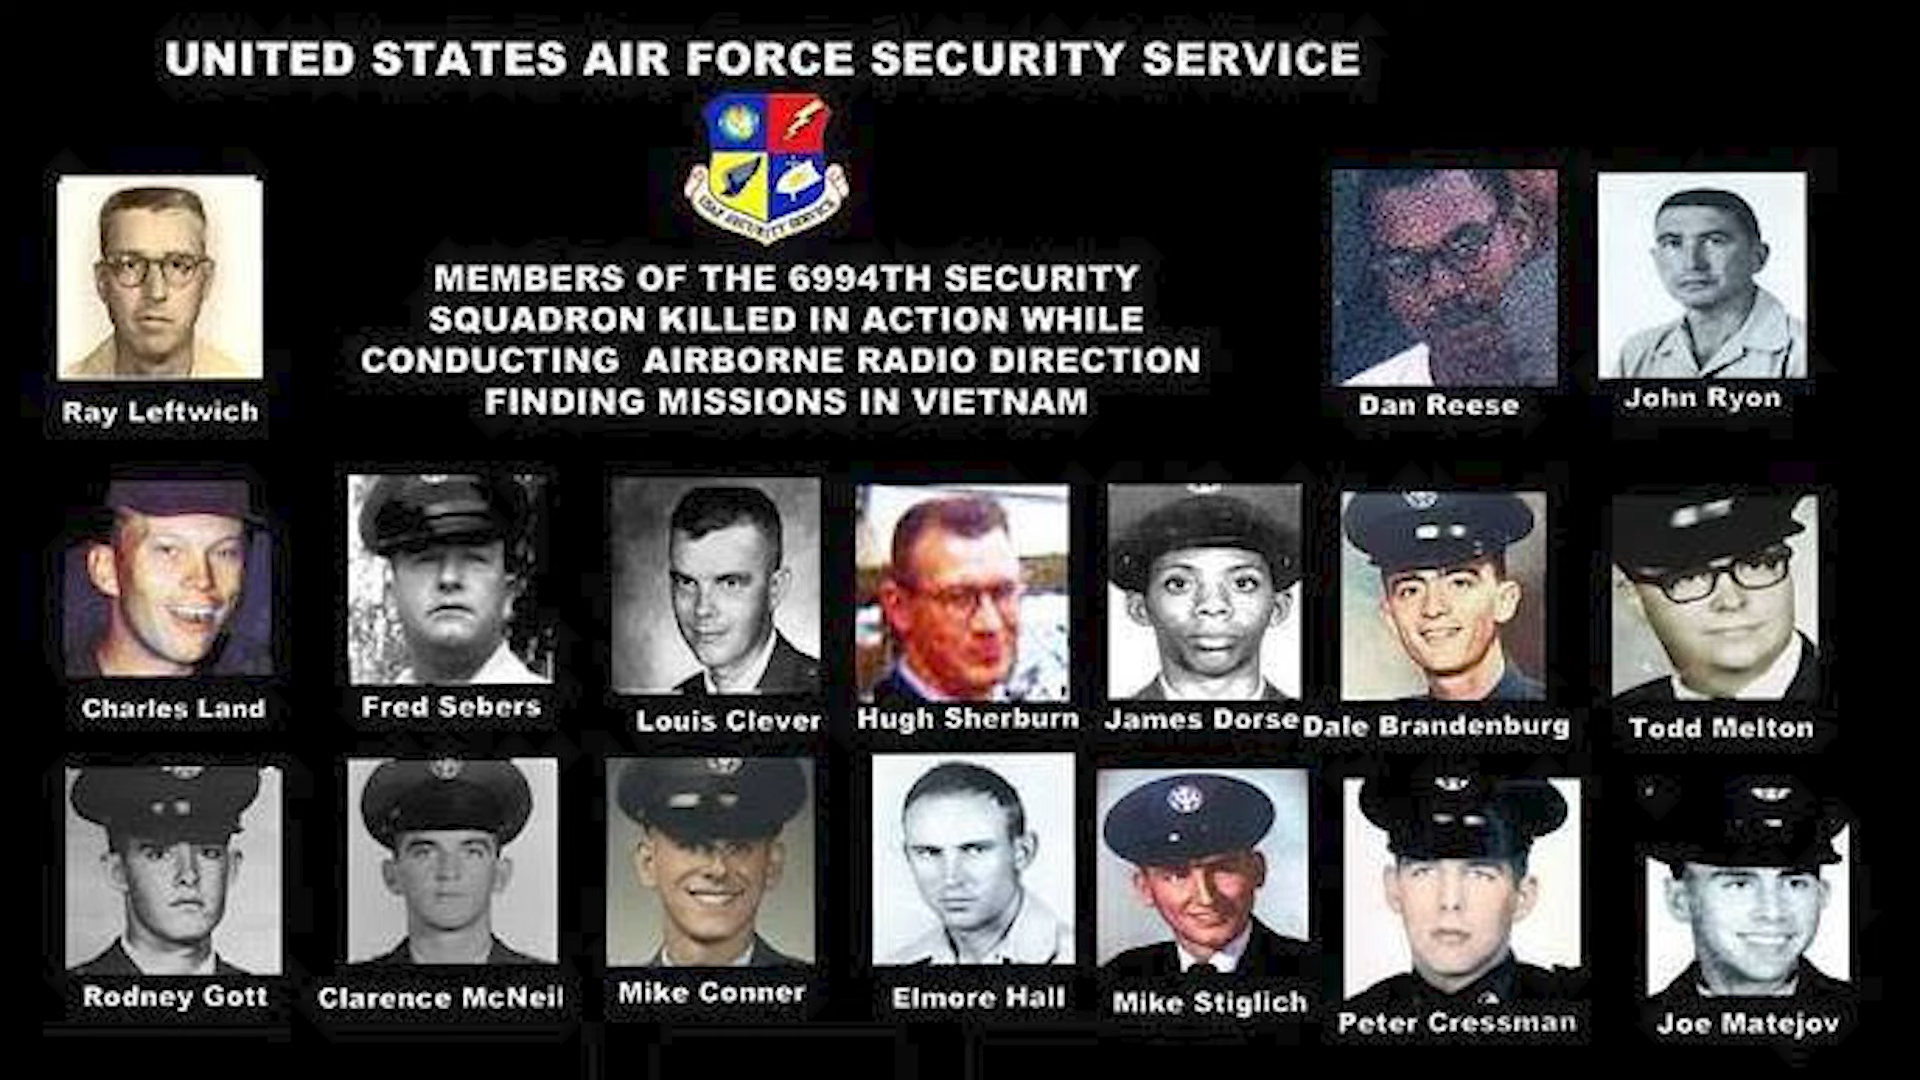 UNITED STATES AIR FORCE SECURITY SERVICE
USAF SECURITY SERVICE
MEMBERS OF THE 6994TH SECURITY
SQUADRON KILLED IN ACTION WHILE
CONDUCTING AIRBORNE RADIO DIRECTION
FINDING MISSIONS IN VIETNAM
Ray Leftwich
Dan Reese
John Ryon
Charles Land
Fred Sebers
Louis Clever
Hugh Sherburn
James Dorse
Dale Brandenburg
Todd Melton
Rodney Gott
Clarence McNeil
Mike Conner
Elmore Hall
Mike Stiglich
Peter Cressman
Joe Matejov